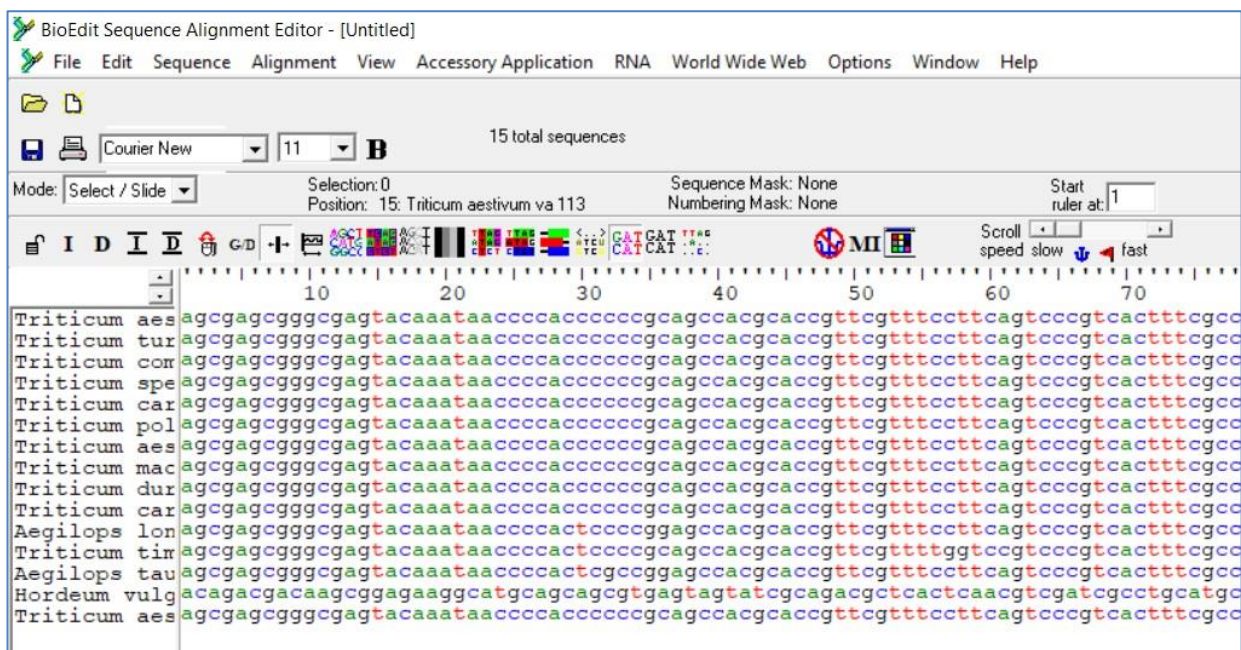 BioEdit Sequence Alignment Editor - [Untitled]
File Edit Sequence Alignment View Accessory Application RNA World Wide Web Options Window Help
Courier New 11 B 15 total sequences
Mode: Select / Slide Selection: 0 Sequence Mask: None Start
Position: 15: Triticum aestivum va 113 Numbering Mask: None ruler at: 1
I D I D G/D GAT GAT MI Scroll
CAT CAT speed slow fast
10 20 30 40 50 60 70
Triticum aes agcgagcgggcgagtacaaataaccccacccccccgcagccacgcaccgttcgtttccttcagtcccgtcactttcgcc
Triticum tur agcgagcgggcgagtacaaataaccccacccccccgcagccacgcaccgttcgtttccttcagtcccgtcactttcgcc
Triticum com agcgagcgggcgagtacaaataaccccacccccccgcagccacgcaccgttcgtttccttcagtcccgtcactttcgcc
Triticum spe agcgagcgggcgagtacaaataaccccacccccccgcagccacgcaccgttcgtttccttcagtcccgtcactttcgcc
Triticum car agcgagcgggcgagtacaaataaccccacccccccgcagccacgcaccgttcgtttccttcagtcccgtcactttcgcc
Triticum pol agcgagcgggcgagtacaaataaccccacccccccgcagccacgcaccgttcgtttccttcagtcccgtcactttcgcc
Triticum aes agcgagcgggcgagtacaaataaccccacccccccgcagccacgcaccgttcgtttccttcagtcccgtcactttcgcc
Triticum mac agcgagcgggcgagtacaaataaccccacccccccgcagccacgcaccgttcgtttccttcagtcccgtcactttcgcc
Triticum dur agcgagcgggcgagtacaaataaccccacccccccgcagccacgcaccgttcgtttccttcagtcccgtcactttcgcc
Triticum car agcgagcgggcgagtacaaataaccccacccccccgcagccacgcaccgttcgtttccttcagtcccgtcactttcgcc
Aegilops lon agcgagcgggcgagtacaaataaccccactccccggagccacgcaccgttcgtttccttcagtcccgtcactttcgcc
Triticum tim agcgagcgggcgagtacaaataaccccactccccgcagccacgcaccgttcgttttggtccgtcccgtcactttcgcc
Aegilops tau agcgagcgggcgagtacaaataaccccactcgccggagccacgcaccgttcgtttccttcagtcccgtcactttcgcc
Hordeum vulg acagacgacaagcggagaaggcatgcagcagcgtgagtagtatcgcagacgctcactcaacgtcgatcgcctgcatgc
Triticum aes agcgagcgggcgagtacaaataaccccacccccccgcagccacgcaccgttcgtttccttcagtcccgtcactttcgcc